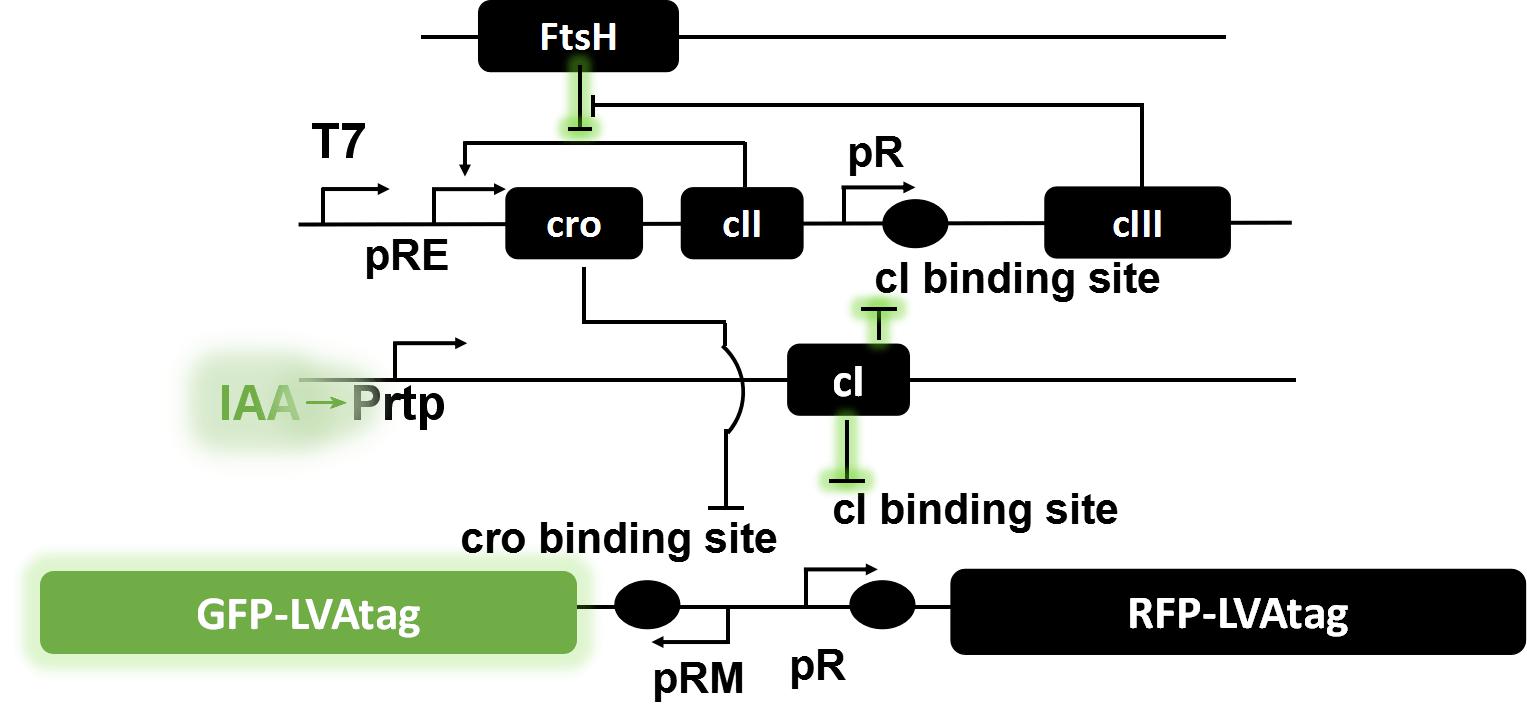 FtsH
T7
pR
cro
cII
cIII
pRE
cI binding site
cI
IAA
Prtp
cI binding site
cro binding site
GFP-LVAtag
RFP-LVAtag
pRM
pR